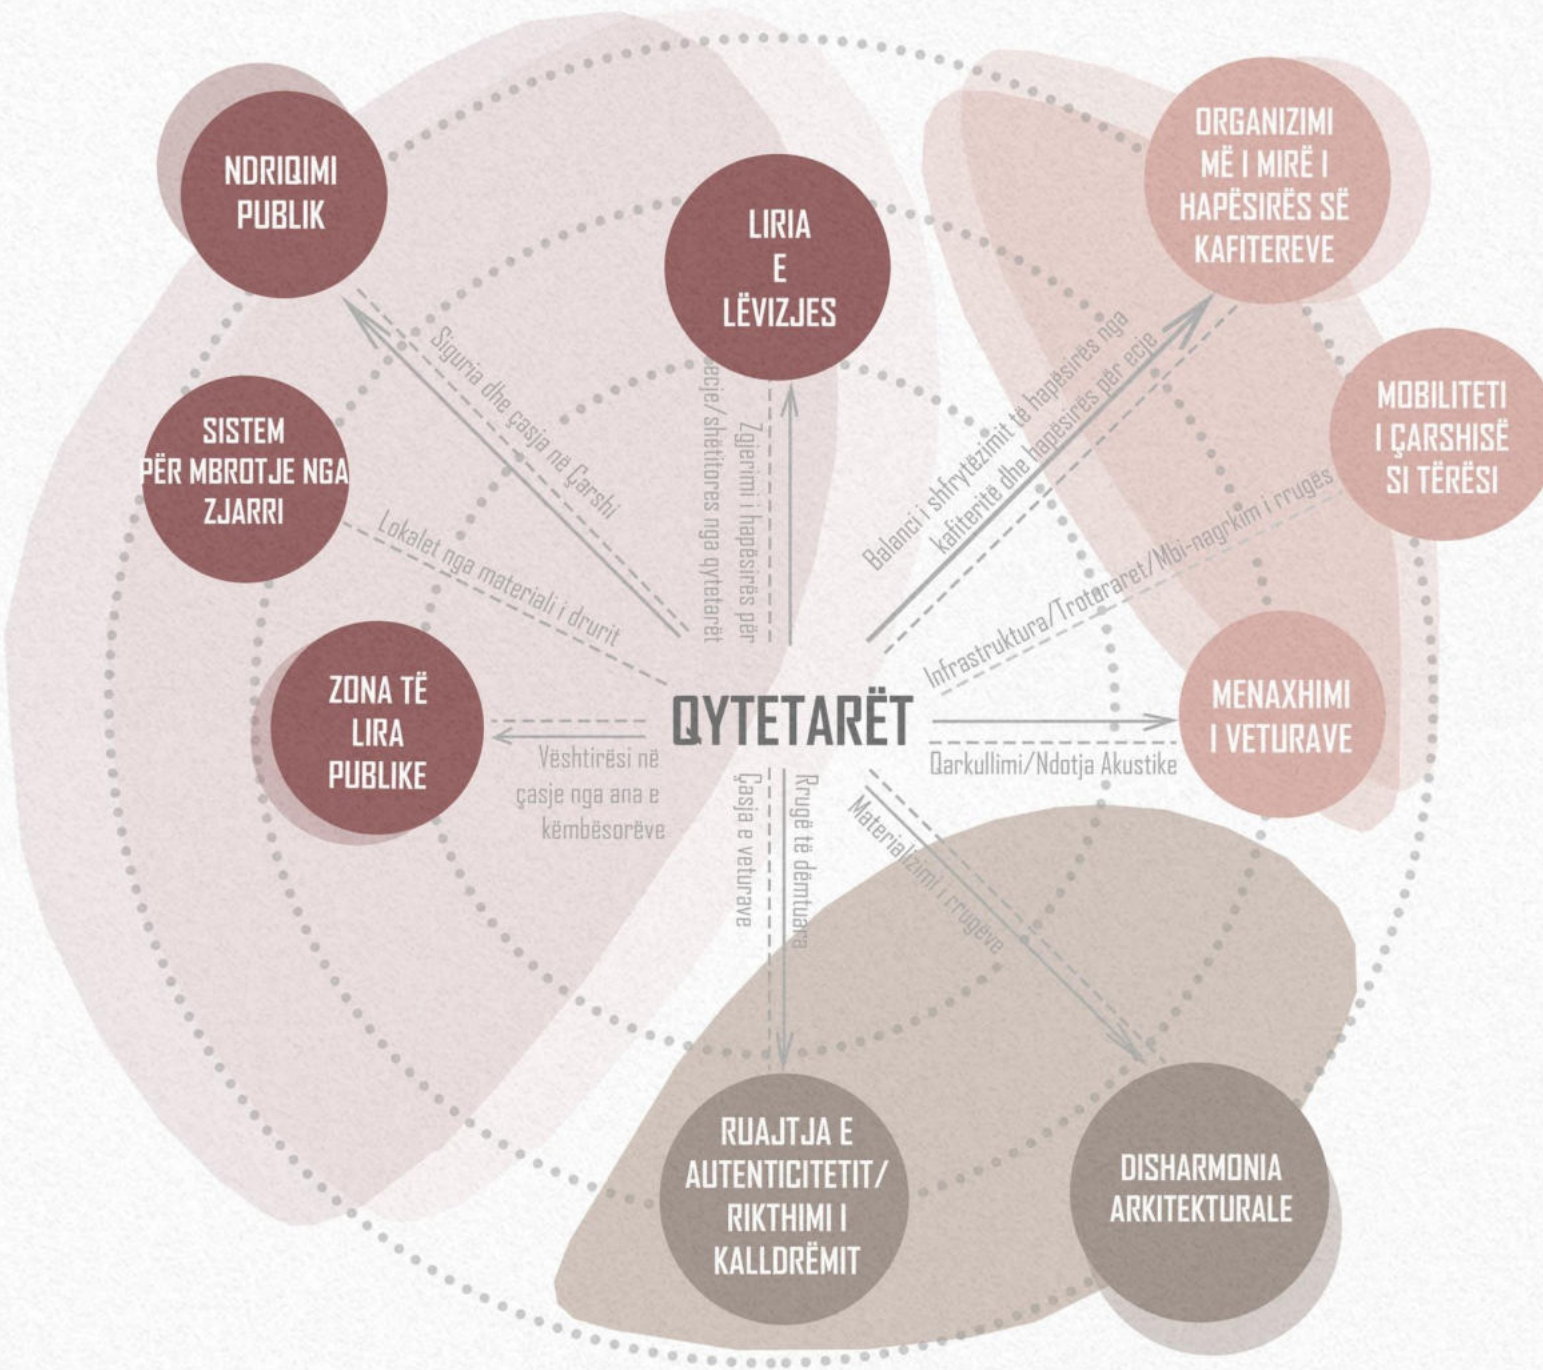 NDRIQIMI
PUBLIK
LIRIA
E
LËVIZJES
ORGANIZIMI
MË I MIRË I
HAPËSIRËS SË
KAFITEREVE
SISTEM
PËR MBROTJE NGA
ZJARRI
MOBILITETI
I ÇARSHISË
SI TËRËSI
ZONA TË
LIRA
PUBLIKE
MENAXHIMI
I VETURAVE
Siguria dhe çasja në Çarshi
Lokalet nga materiali i drurit
Zgjerimi i hapësirës për
ecje/shëtitores nga qytetarët
Balanci i shfrytëzimit të hapësirës nga
kafiteritë dhe hapësirës për ecje
Infrastruktura/Troturaret/Mbi-nagrkim i rrugës
QYTETARËT
Vështirësi në
çasje nga ana e
këmbësorëve
Qarkullimi/Ndotja Akustike
Çasja e veturave
Rrugë të dëmtuara
Materializimi i rrugëve
RUAJTJA E
AUTENTICITETIT/
RIKTHIMI I
KALLDRËMIT
DISHARMONIA
ARKITEKTURALE